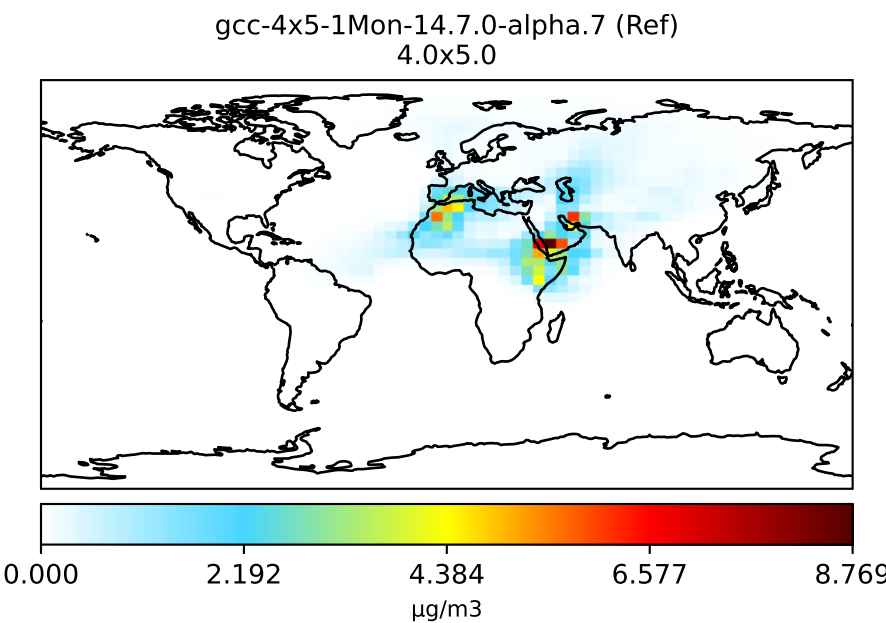 gcc-4x5-1Mon-14.7.0-alpha.7 (Ref)
4.0x5.0
0.000 2.192 4.384 6.577 8.769
μg/m3